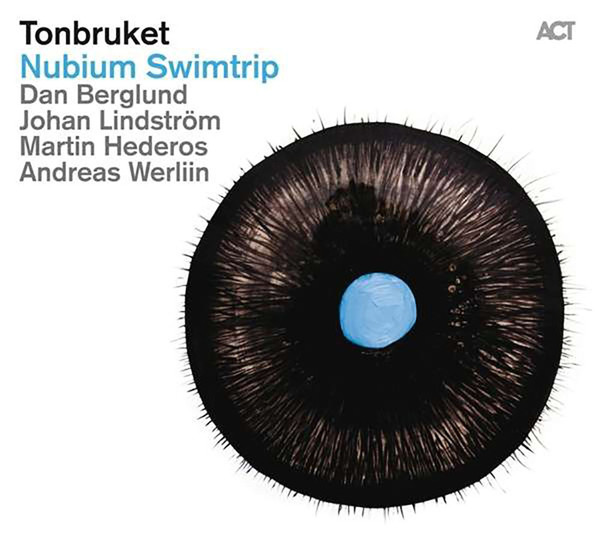 Tonbruket
Nubium Swimtrip
Dan Berglund
Johan Lindström
Martin Hederos
Andreas Werliin
ACT